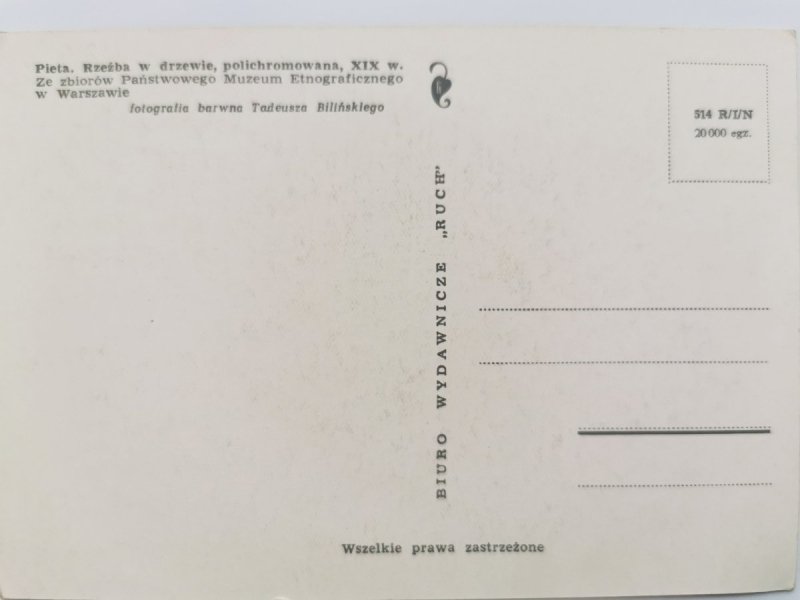 Pieta. Rzeźba w drzewie, polichromowana, XIX w.
Ze zbiorów Państwowego Muzeum Etnograficznego
w Warszawie
fotografia barwna Tadeusza Bilińskiego
BIURO WYDAWNICZE „RUCH”
514 R/I/N
20 000 egz.
Wszelkie prawa zastrzeżone